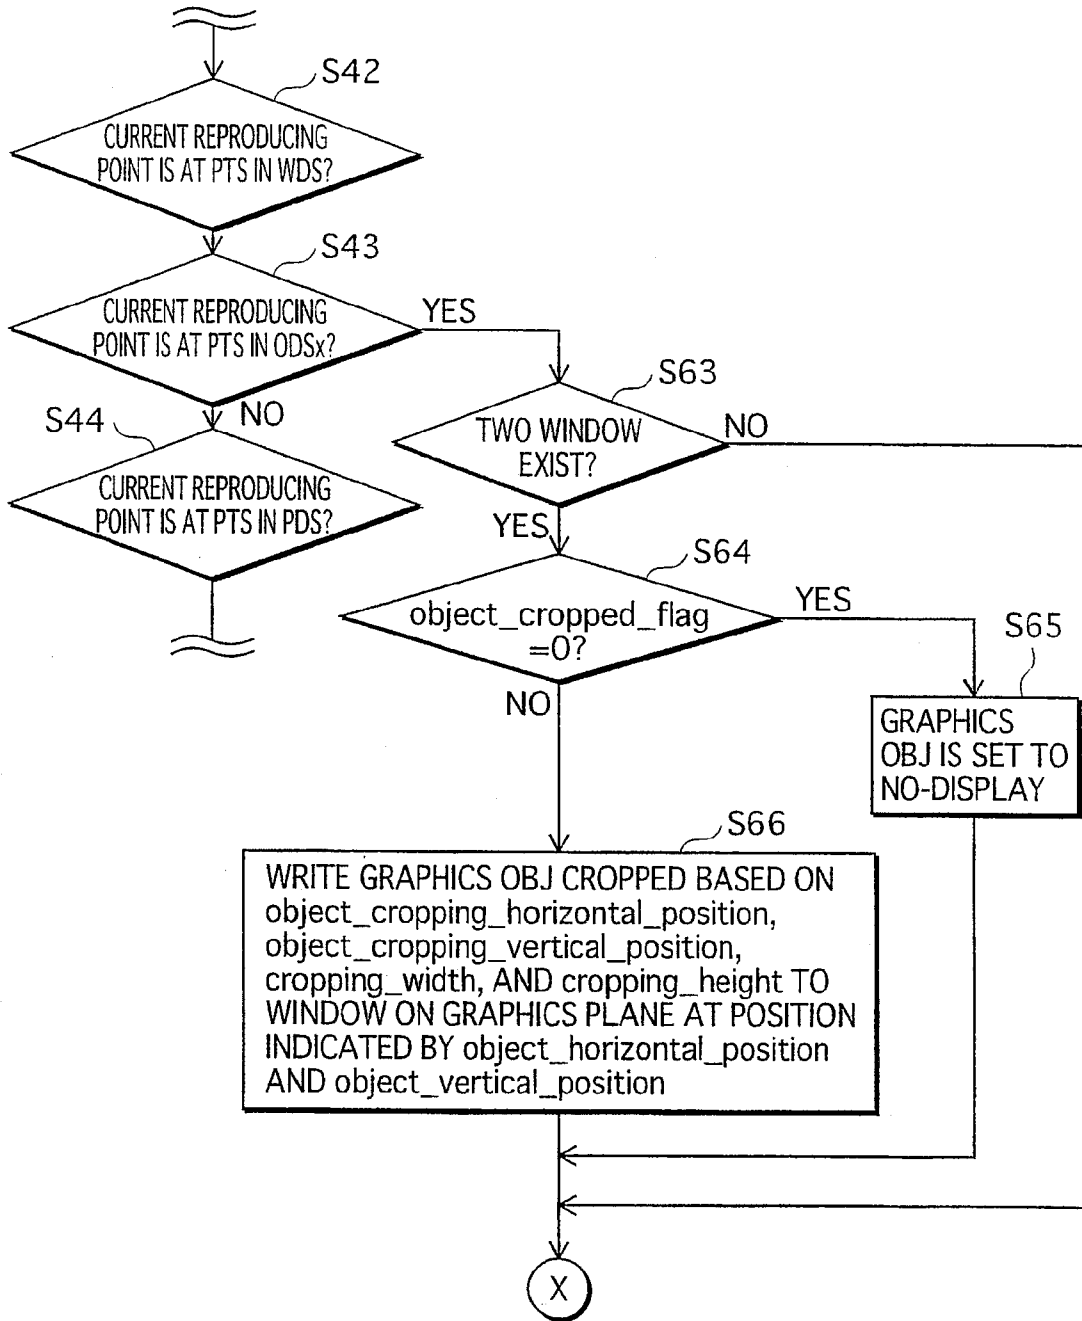 S42
CURRENT REPRODUCING
POINT IS AT PTS IN WDS?
S43
CURRENT REPRODUCING
POINT IS AT PTS IN ODSx?
YES
S63
TWO WINDOW
EXIST?
NO
NO
S44
CURRENT REPRODUCING
POINT IS AT PTS IN PDS?
YES
S64
object_cropped_flag
=0?
YES
S65
GRAPHICS
OBJ IS SET TO
NO-DISPLAY
NO
S66
WRITE GRAPHICS OBJ CROPPED BASED ON
object_cropping_horizontal_position,
object_cropping_vertical_position,
cropping_width, AND cropping_height TO
WINDOW ON GRAPHICS PLANE AT POSITION
INDICATED BY object_horizontal_position
AND object_vertical_position
X